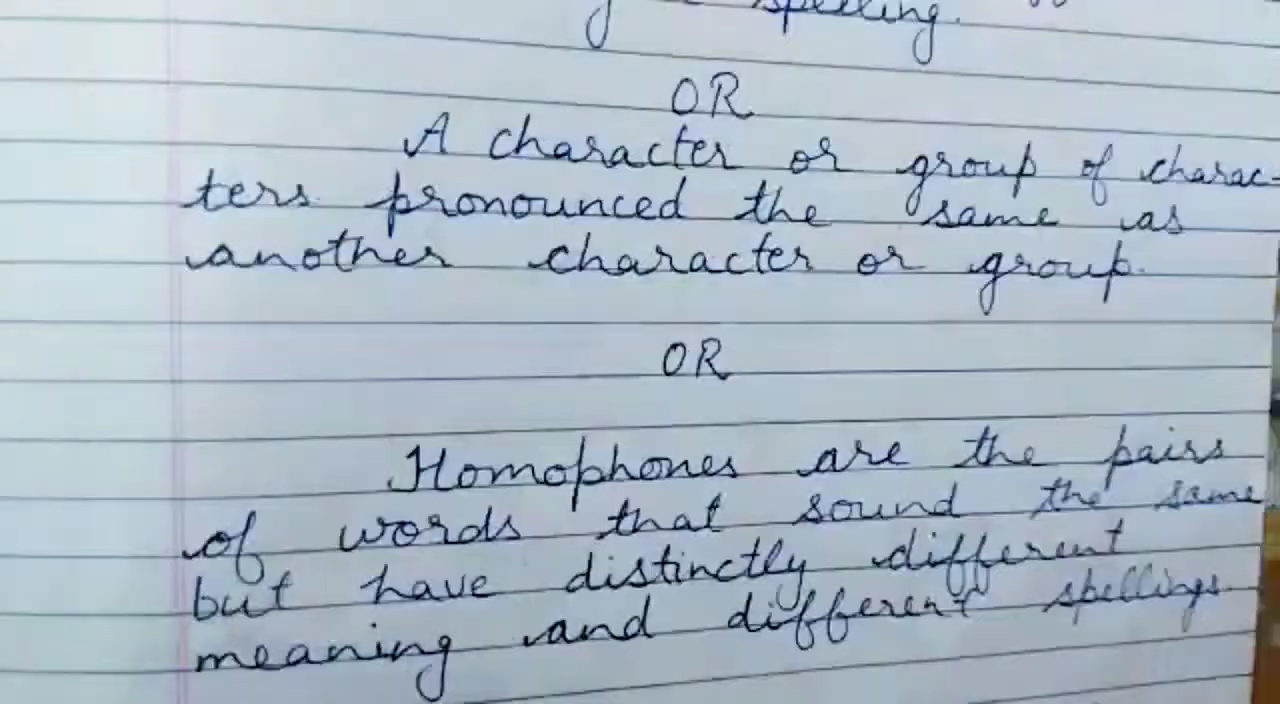 spelling.
OR
A character or group of charac-
ters pronounced the same as
another character or group.
OR
Homophones are the pairs
of words that sound the same
but have distinctly different
meaning and different spellings.